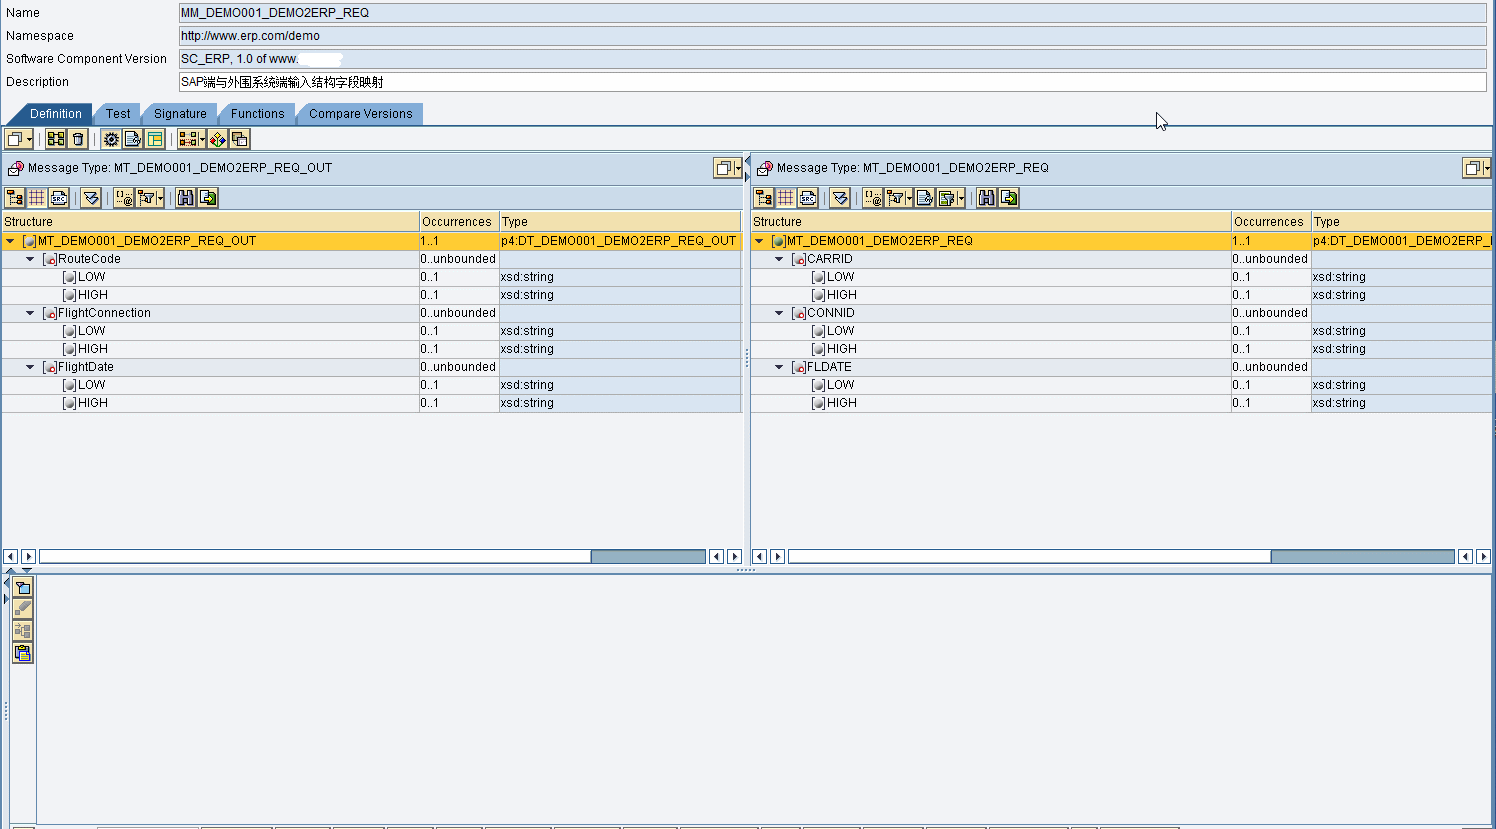 Name MM_DEMO001_DEMO2ERP_REQ
Namespace http://www.erp.com/demo
Software Component Version SC_ERP, 1.0 of www.
Description SAP端与外围系统端输入结构字段映射
Definition Test Signature Functions Compare Versions
Message Type: MT_DEMO001_DEMO2ERP_REQ_OUT
Structure Occurrences Type
MT_DEMO001_DEMO2ERP_REQ_OUT 1..1 p4:DT_DEMO001_DEMO2ERP_REQ_OUT
RouteCode 0..unbounded
LOW 0..1 xsd:string
HIGH 0..1 xsd:string
FlightConnection 0..unbounded
LOW 0..1 xsd:string
HIGH 0..1 xsd:string
FlightDate 0..unbounded
LOW 0..1 xsd:string
HIGH 0..1 xsd:string
Message Type: MT_DEMO001_DEMO2ERP_REQ
Structure Occurrences Type
MT_DEMO001_DEMO2ERP_REQ 1..1 p4:DT_DEMO001_DEMO2ERP_
CARRID 0..unbounded
LOW 0..1 xsd:string
HIGH 0..1 xsd:string
CONNID 0..unbounded
LOW 0..1 xsd:string
HIGH 0..1 xsd:string
FLDATE 0..unbounded
LOW 0..1 xsd:string
HIGH 0..1 xsd:string